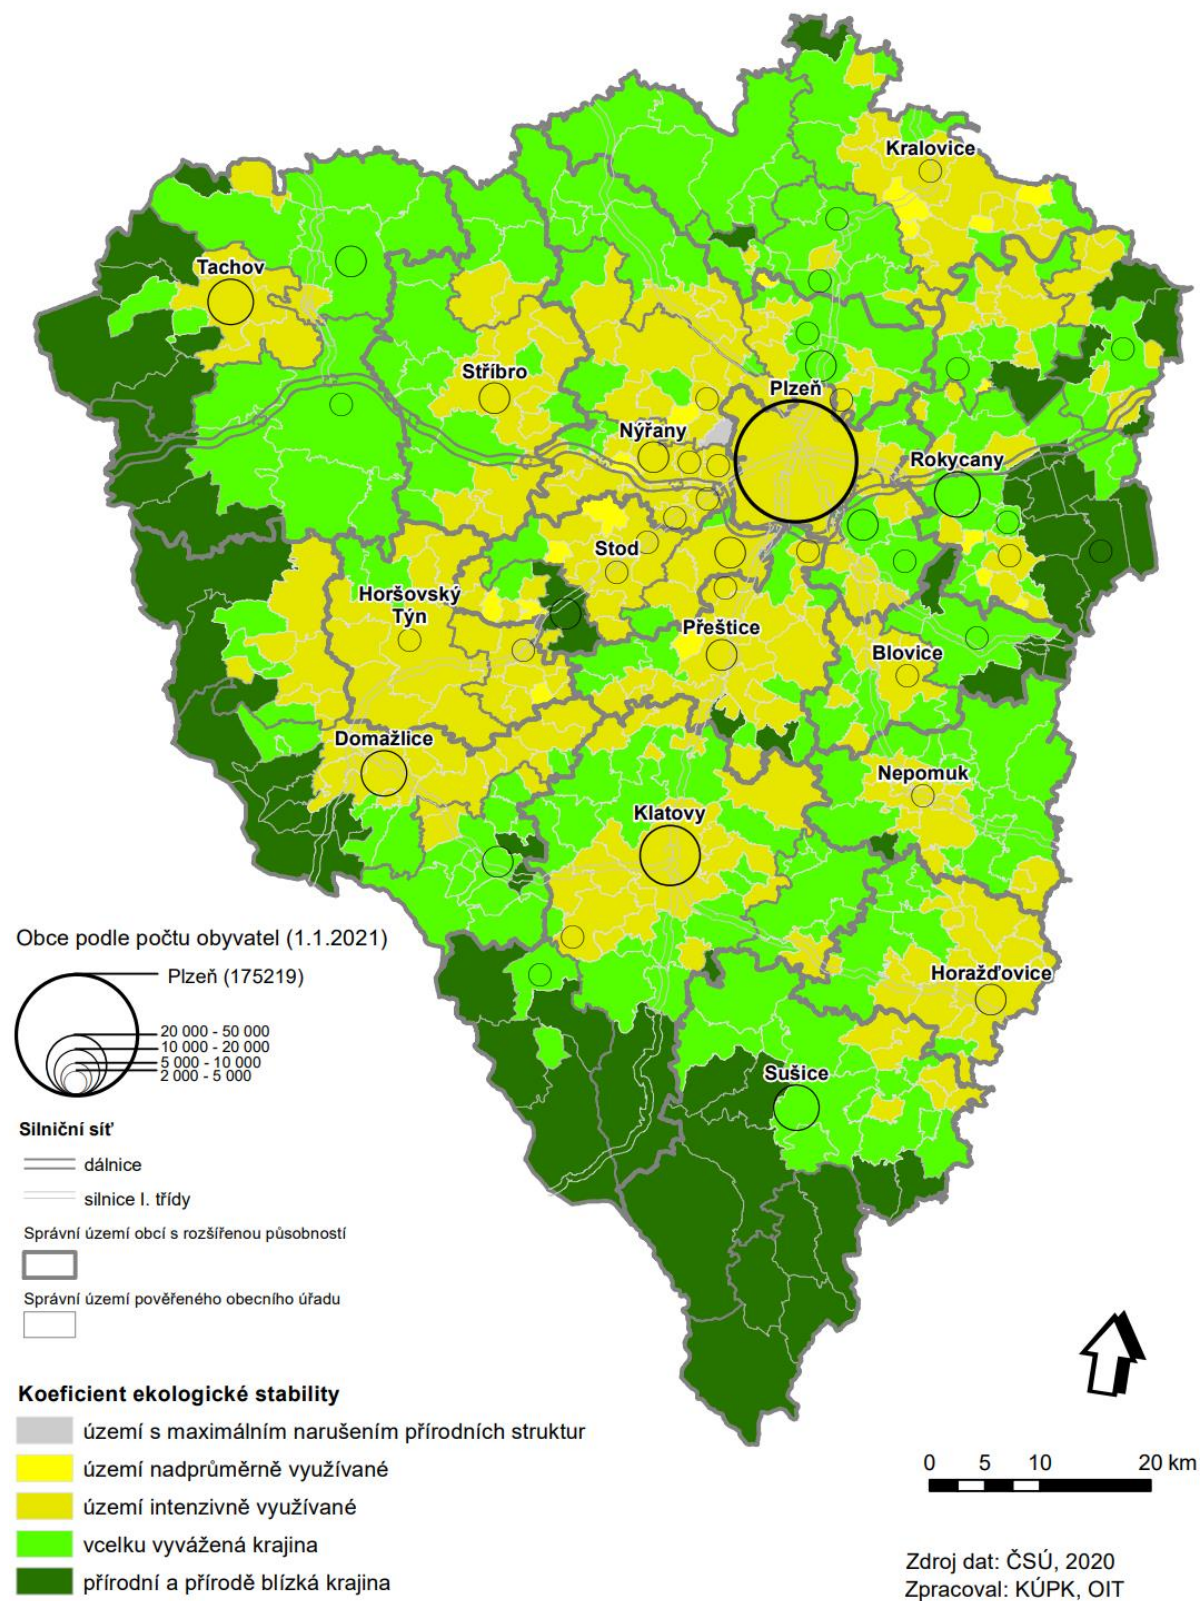 Kralovice
Tachov
Stříbro
Plzeň
Nýřany
Rokycany
Stod
Horšovský
Týn
Přeštice
Blovice
Domažlice
Nepomuk
Klatovy
Horažďovice
Sušice
Obce podle počtu obyvatel (1.1.2021)
Plzeň (175219)
20 000 - 50 000
10 000 - 20 000
5 000 - 10 000
2 000 - 5 000
Silniční síť
dálnice
silnice I. třídy
Správní území obcí s rozšířenou působností
Správní území pověřeného obecního úřadu
Koeficient ekologické stability
území s maximálním narušením přírodních struktur
území nadprůměrně využívané
území intenzivně využívané
vcelku vyvážená krajina
přírodní a přírodě blízká krajina
0 5 10 20 km
Zdroj dat: ČSÚ, 2020
Zpracoval: KÚPK, OIT